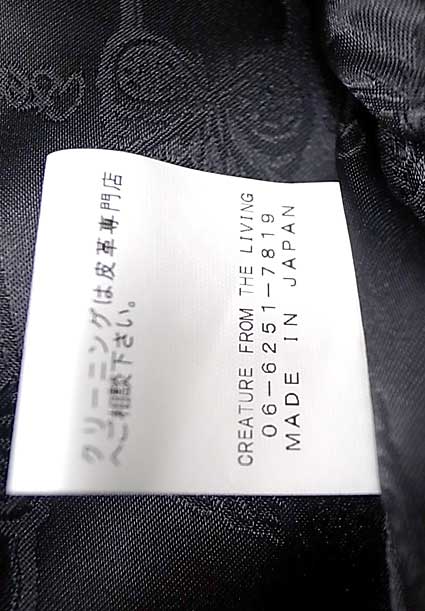 クリーニングは皮革専門店
へご相談下さい。
CREATURE FROM THE LIVING
06-6251-7819
MADE IN JAPAN